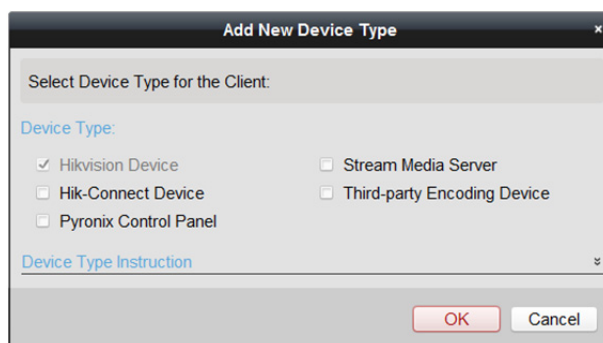 Add New Device Type
Select Device Type for the Client:
Device Type:
Hikvision Device
Stream Media Server
Hik-Connect Device
Third-party Encoding Device
Pyronix Control Panel
Device Type Instruction
OK
Cancel